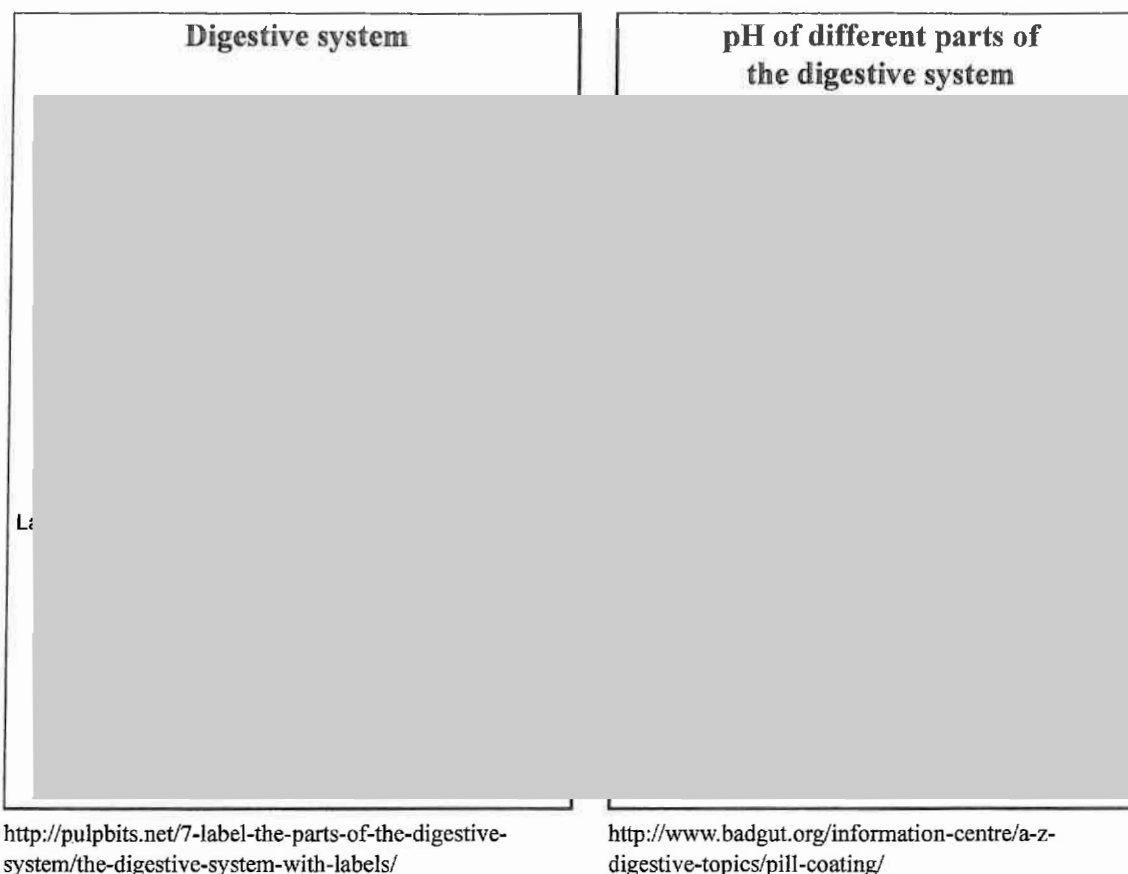 Digestive system
pH of different parts of
the digestive system
http://pulpbits.net/7-label-the-parts-of-the-digestive-
system/the-digestive-system-with-labels/
http://www.badgut.org/information-centre/a-z-
digestive-topics/pill-coating/